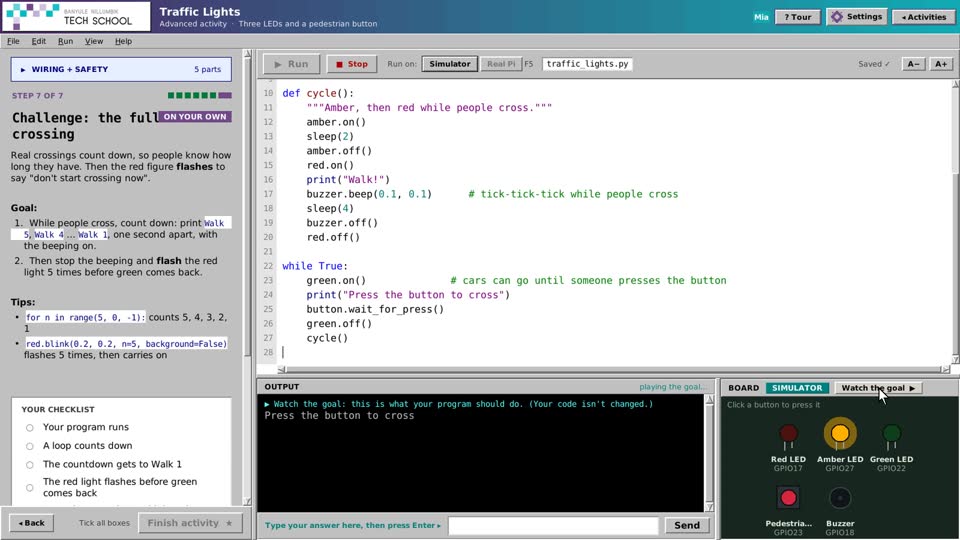 BANYULE NILLUMBIK
TECH SCHOOL
Traffic Lights
Advanced activity · Three LEDs and a pedestrian button
Mia
? Tour
Settings
◂ Activities
File Edit Run View Help
▸ WIRING + SAFETY
5 parts
STEP 7 OF 7
Challenge: the full
crossing
ON YOUR OWN
Real crossings count down, so people know how
long they have. Then the red figure flashes to
say "don't start crossing now".
Goal:
1. While people cross, count down: print Walk
5, Walk 4 … Walk 1, one second apart, with
the beeping on.
2. Then stop the beeping and flash the red
light 5 times before green comes back.
Tips:
• for n in range(5, 0, -1): counts 5, 4, 3, 2,
1
• red.blink(0.2, 0.2, n=5, background=False)
flashes 5 times, then carries on
YOUR CHECKLIST
Your program runs
A loop counts down
The countdown gets to Walk 1
The red light flashes before green
comes back
◂ Back
Tick all boxes
Finish activity ★
▶ Run
■ Stop
Run on:
Simulator
Real Pi
F5
traffic_lights.py
Saved ✓
A−
A+
10 def cycle():
11 """Amber, then red while people cross."""
12 amber.on()
13 sleep(2)
14 amber.off()
15 red.on()
16 print("Walk!")
17 buzzer.beep(0.1, 0.1) # tick-tick-tick while people cross
18 sleep(4)
19 buzzer.off()
20 red.off()
21
22 while True:
23 green.on() # cars can go until someone presses the button
24 print("Press the button to cross")
25 button.wait_for_press()
26 green.off()
27 cycle()
28
OUTPUT
playing the goal...
▶ Watch the goal: this is what your program should do. (Your code isn't changed.)
Press the button to cross
Type your answer here, then press Enter ▸
Send
BOARD
SIMULATOR
Watch the goal ▶
Click a button to press it
Red LED
GPIO17
Amber LED
GPIO27
Green LED
GPIO22
Pedestria...
GPIO23
Buzzer
GPIO18